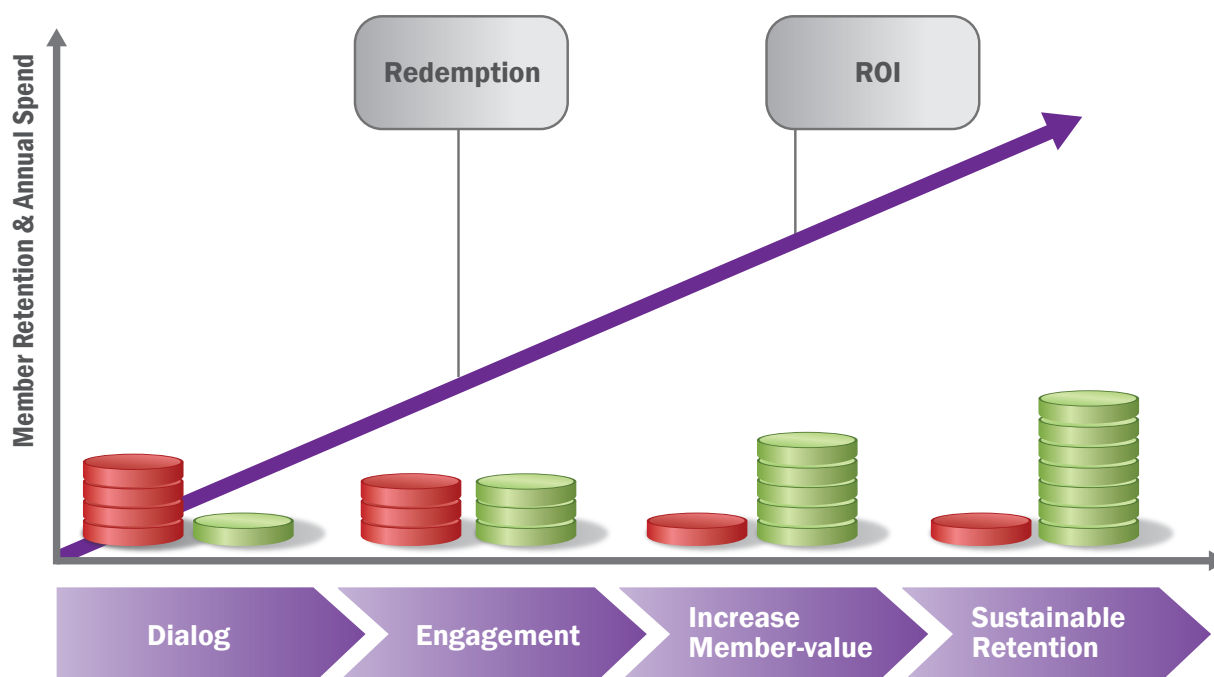 Redemption
ROI
Member Retention & Annual Spend
Dialog
Engagement
Increase
Member-value
Sustainable
Retention